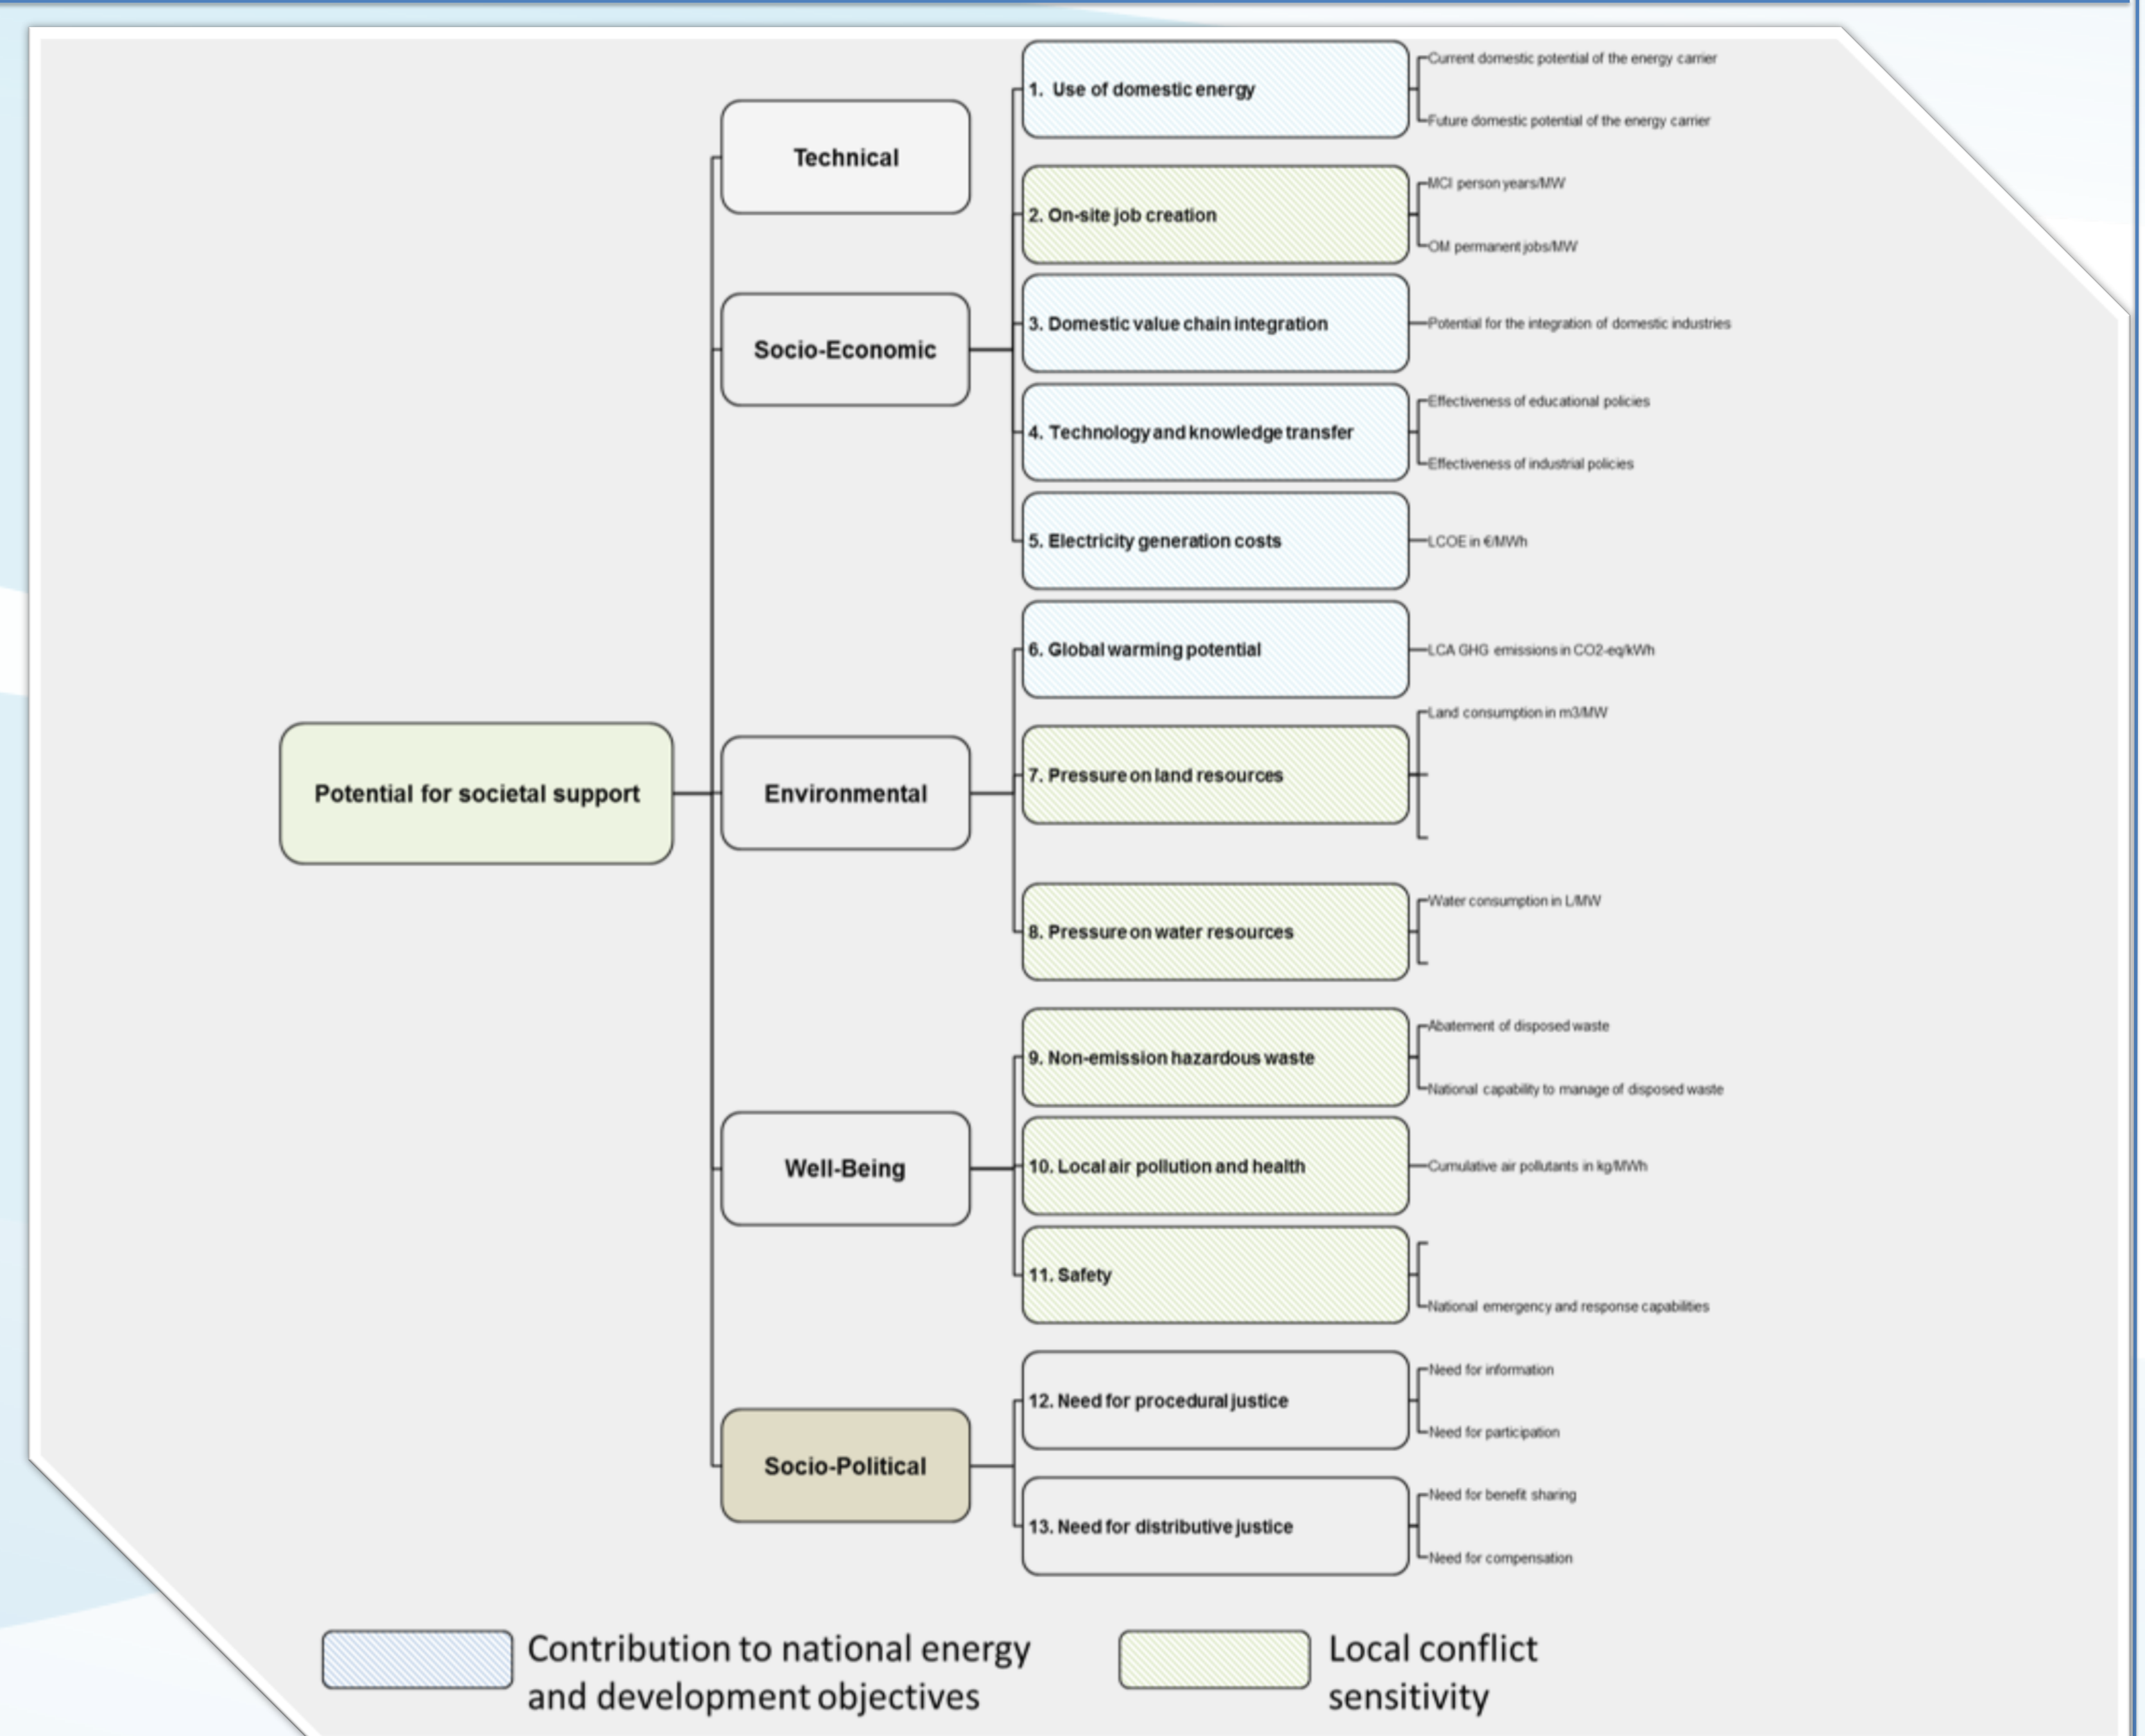 Potential for societal support
Technical
Socio-Economic
1. Use of domestic energy
Current domestic potential of the energy carrier
Future domestic potential of the energy carrier
2. On-site job creation
MCI person years/MW
OM permanent jobs/MW
3. Domestic value chain integration
Potential for the integration of domestic industries
4. Technology and knowledge transfer
Effectiveness of educational policies
Effectiveness of industrial policies
5. Electricity generation costs
LCOE in €/MWh
Environmental
6. Global warming potential
LCA GHG emissions in CO2-eq/kWh
7. Pressure on land resources
Land consumption in m3/MW
8. Pressure on water resources
Water consumption in L/MW
Well-Being
9. Non-emission hazardous waste
Abatement of disposed waste
National capability to manage of disposed waste
10. Local air pollution and health
Cumulative air pollutants in kg/MWh
11. Safety
National emergency and response capabilities
Socio-Political
12. Need for procedural justice
Need for information
Need for participation
13. Need for distributive justice
Need for benefit sharing
Need for compensation
Contribution to national energy
and development objectives
Local conflict
sensitivity